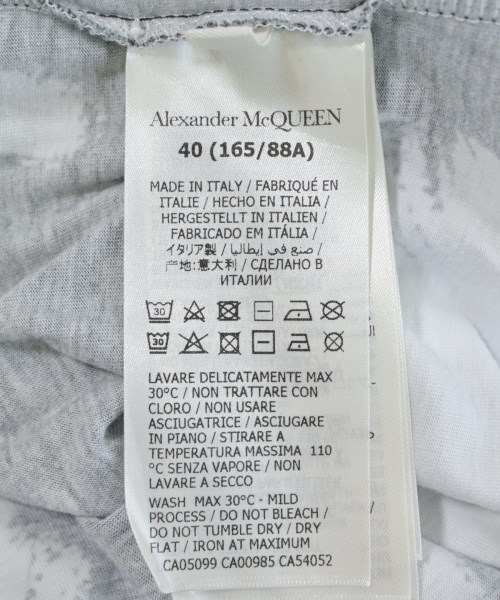 Alexander McQUEEN
40 (165/88A)
MADE IN ITALY / FABRIQUÉ EN
ITALIE / HECHO EN ITALIA /
HERGESTELLT IN ITALIEN /
FABRICADO EM ITÁLIA /
イタリア製 / صنع في إيطاليا /
产地:意大利 / СДЕЛАНО В
ИТАЛИИ
30
30
LAVARE DELICATAMENTE MAX
30°C / NON TRATTARE CON
CLORO / NON USARE
ASCIUGATRICE / ASCIUGARE
IN PIANO / STIRARE A
TEMPERATURA MASSIMA 110
°C SENZA VAPORE / NON
LAVARE A SECCO
WASH MAX 30°C - MILD
PROCESS / DO NOT BLEACH /
DO NOT TUMBLE DRY / DRY
FLAT / IRON AT MAXIMUM
CA05099 CA00985 CA54052